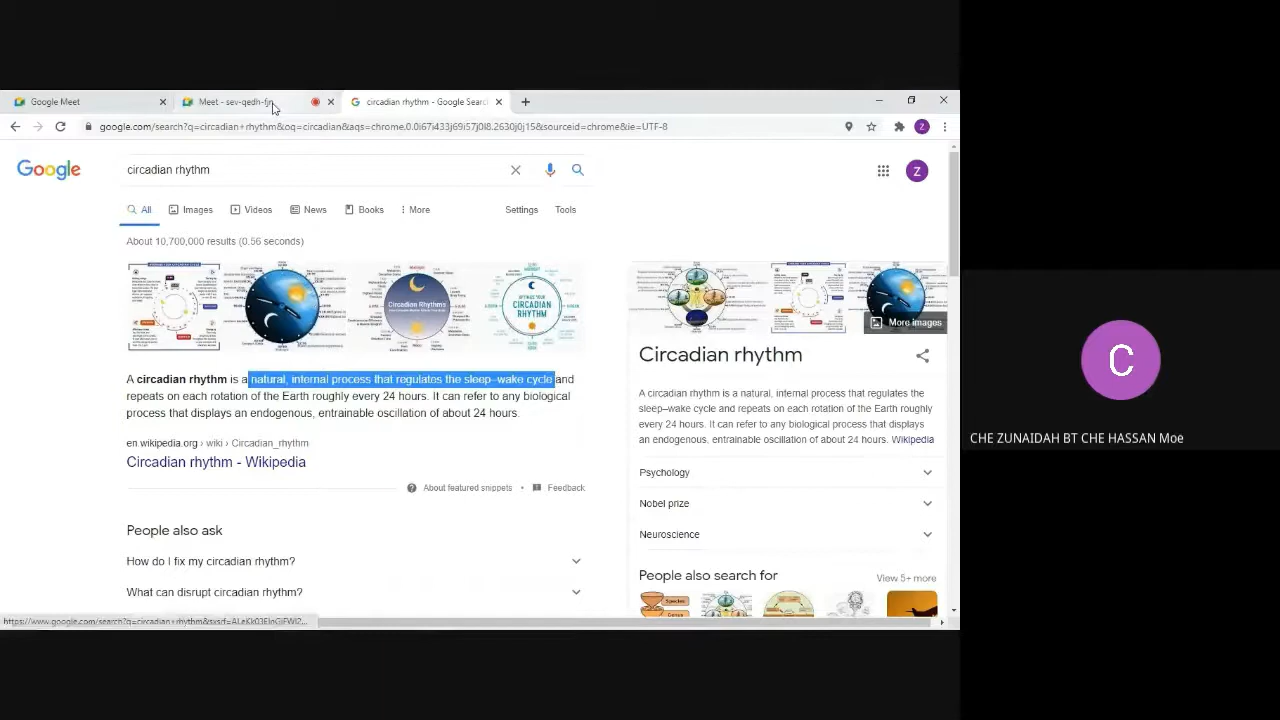 Google Meet
Meet - sev-qedh-fjn
circadian rhythm - Google Searc
google.com/search?q=circadian+rhythm&oq=circadian&aqs=chrome.0.0i67i433j69i57j0l8.2630j0j15&sourceid=chrome&ie=UTF-8
Z
Google
circadian rhythm
Z
All
Images
Videos
News
Books
More
Settings
Tools
About 10,700,000 results (0.56 seconds)
Circadian Rhythms
CIRCADIAN
RHYTHM
More images
Circadian rhythm
A circadian rhythm is a natural, internal process that regulates the sleep–wake cycle and
repeats on each rotation of the Earth roughly every 24 hours. It can refer to any biological
process that displays an endogenous, entrainable oscillation of about 24 hours.
en.wikipedia.org › wiki › Circadian_rhythm
Circadian rhythm - Wikipedia
About featured snippets
Feedback
People also ask
How do I fix my circadian rhythm?
What can disrupt circadian rhythm?
A circadian rhythm is a natural, internal process that regulates the
sleep–wake cycle and repeats on each rotation of the Earth roughly
every 24 hours. It can refer to any biological process that displays
an endogenous, entrainable oscillation of about 24 hours. Wikipedia
Psychology
Nobel prize
Neuroscience
People also search for
View 5+ more
Species
Genus
C
CHE ZUNAIDAH BT CHE HASSAN Moe